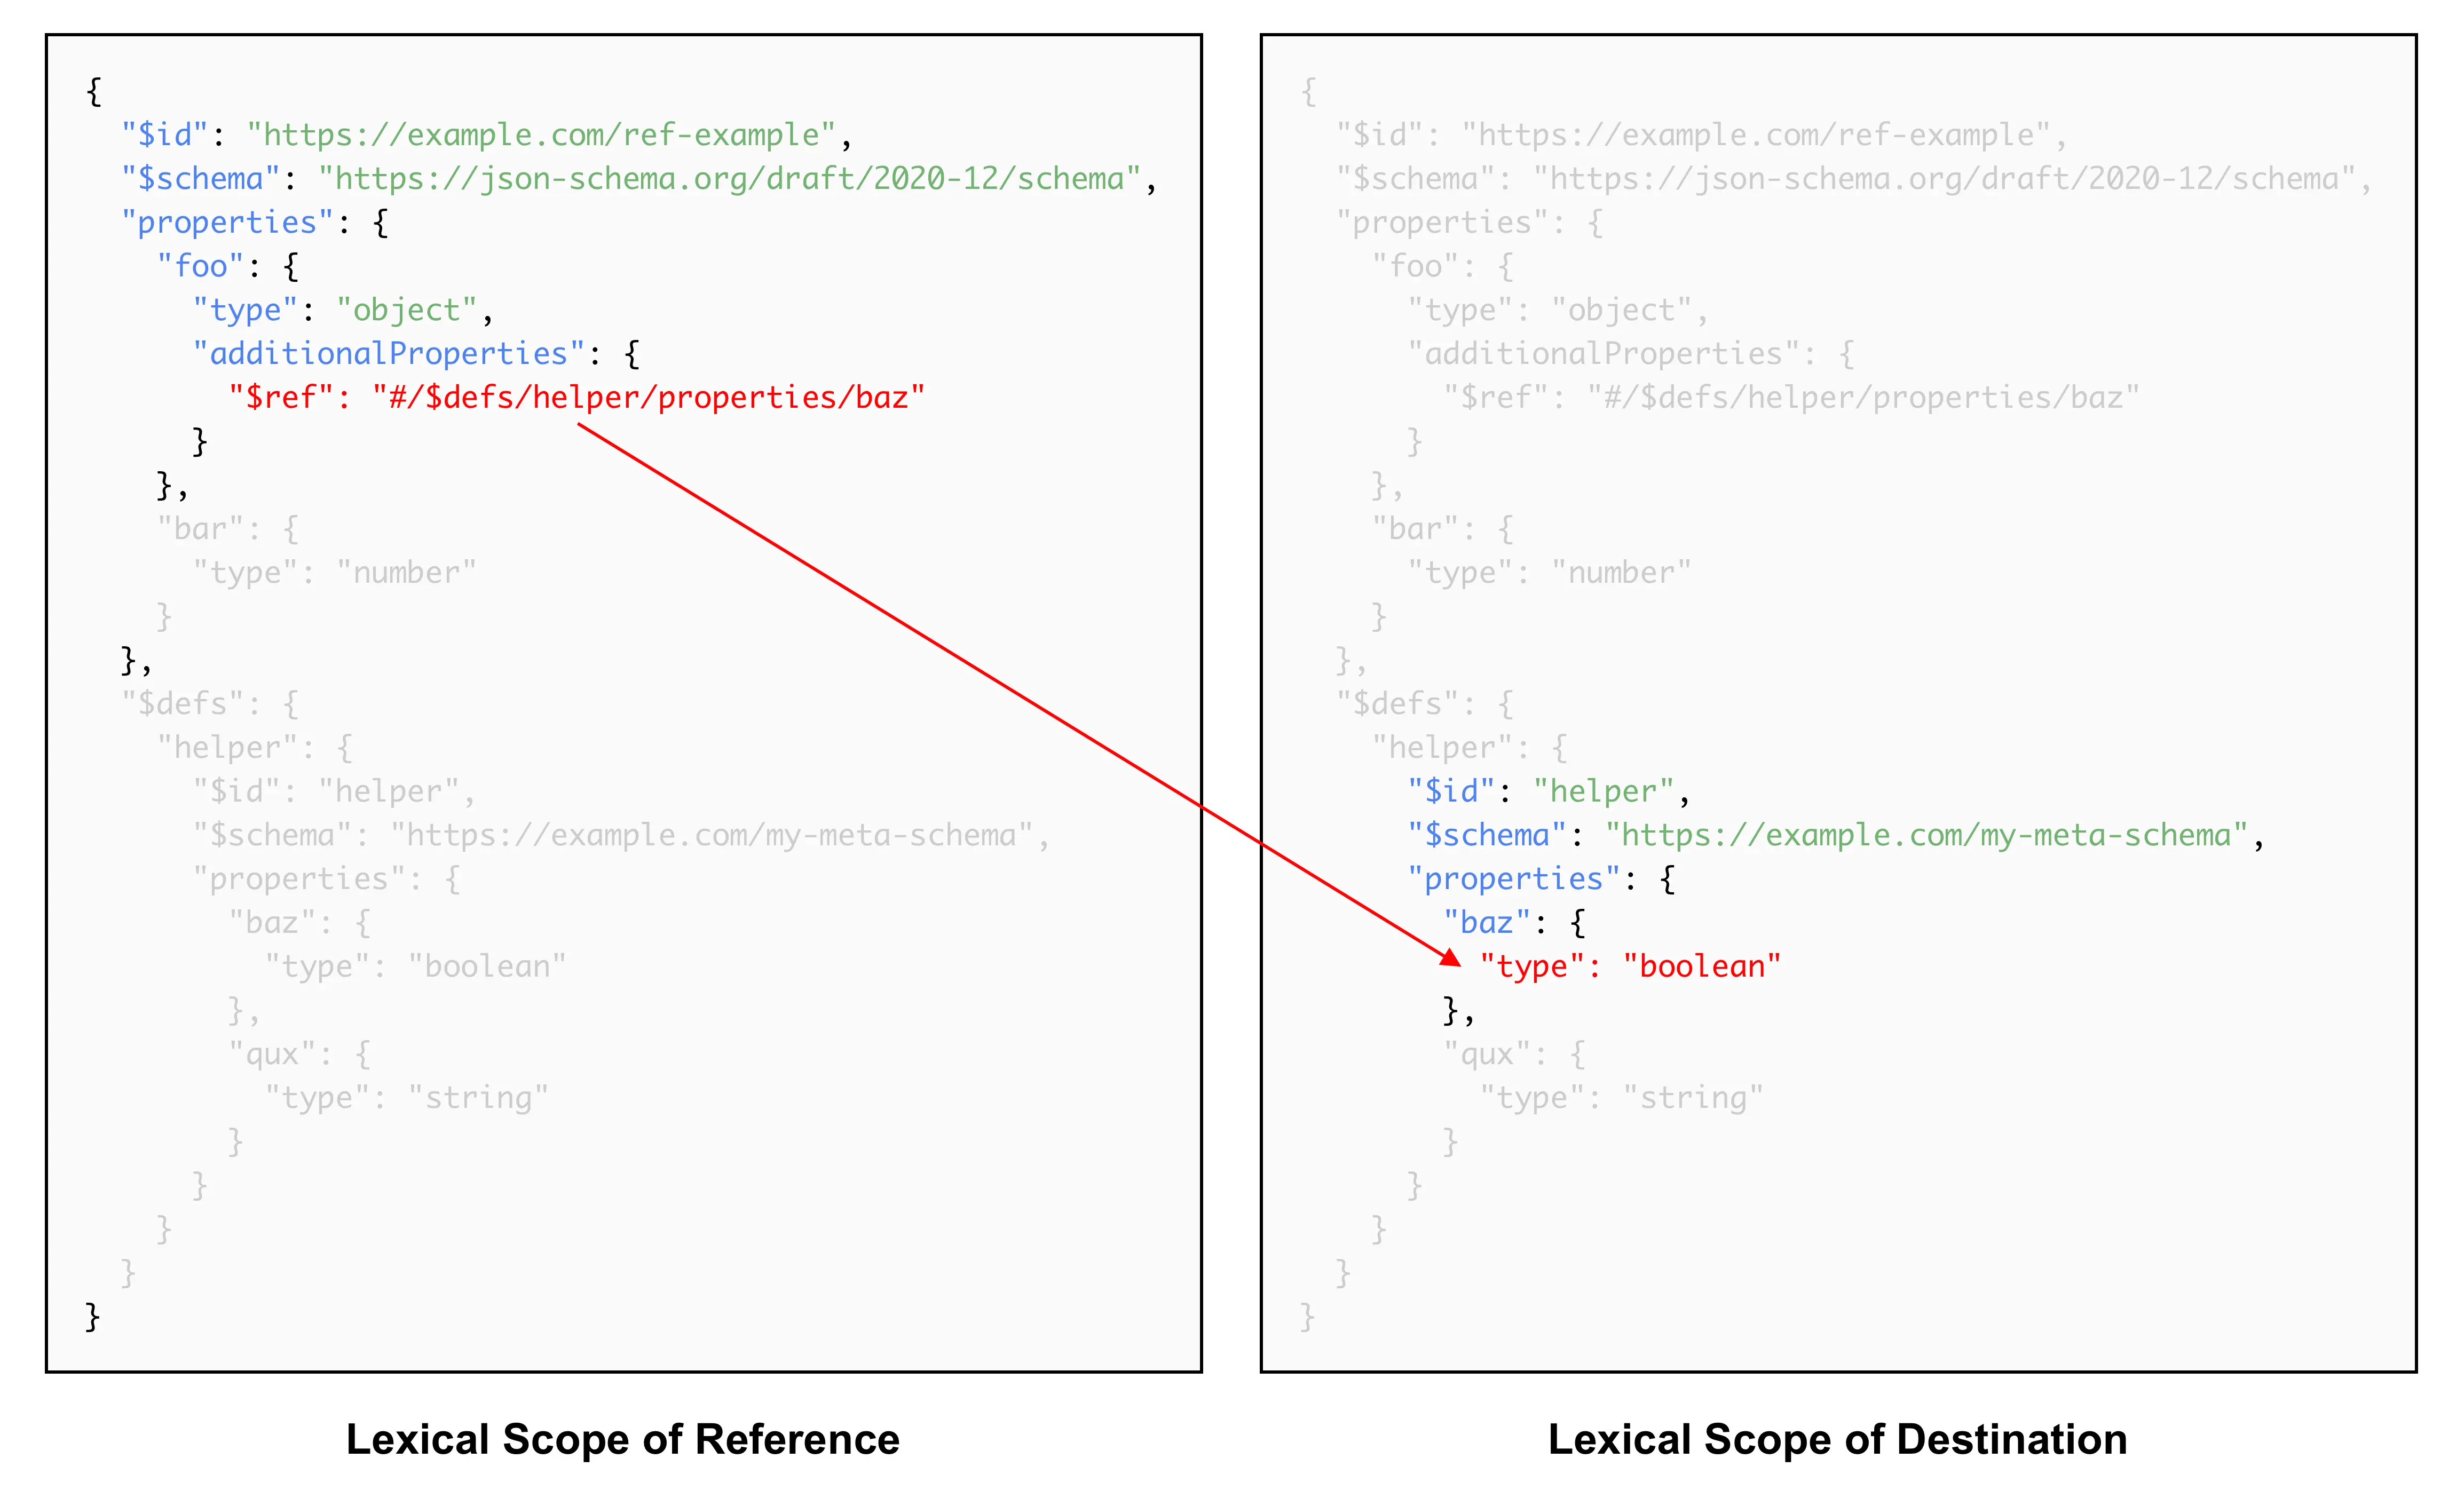 {
  "$id": "https://example.com/ref-example",
  "$schema": "https://json-schema.org/draft/2020-12/schema",
  "properties": {
    "foo": {
      "type": "object",
      "additionalProperties": {
        "$ref": "#/$defs/helper/properties/baz"
      }
    },
    "bar": {
      "type": "number"
    }
  },
  "$defs": {
    "helper": {
      "$id": "helper",
      "$schema": "https://example.com/my-meta-schema",
      "properties": {
        "baz": {
          "type": "boolean"
        },
        "qux": {
          "type": "string"
        }
      }
    }
  }
}
Lexical Scope of Reference
{
  "$id": "https://example.com/ref-example",
  "$schema": "https://json-schema.org/draft/2020-12/schema",
  "properties": {
    "foo": {
      "type": "object",
      "additionalProperties": {
        "$ref": "#/$defs/helper/properties/baz"
      }
    },
    "bar": {
      "type": "number"
    }
  },
  "$defs": {
    "helper": {
      "$id": "helper",
      "$schema": "https://example.com/my-meta-schema",
      "properties": {
        "baz": {
          "type": "boolean"
        },
        "qux": {
          "type": "string"
        }
      }
    }
  }
}
Lexical Scope of Destination